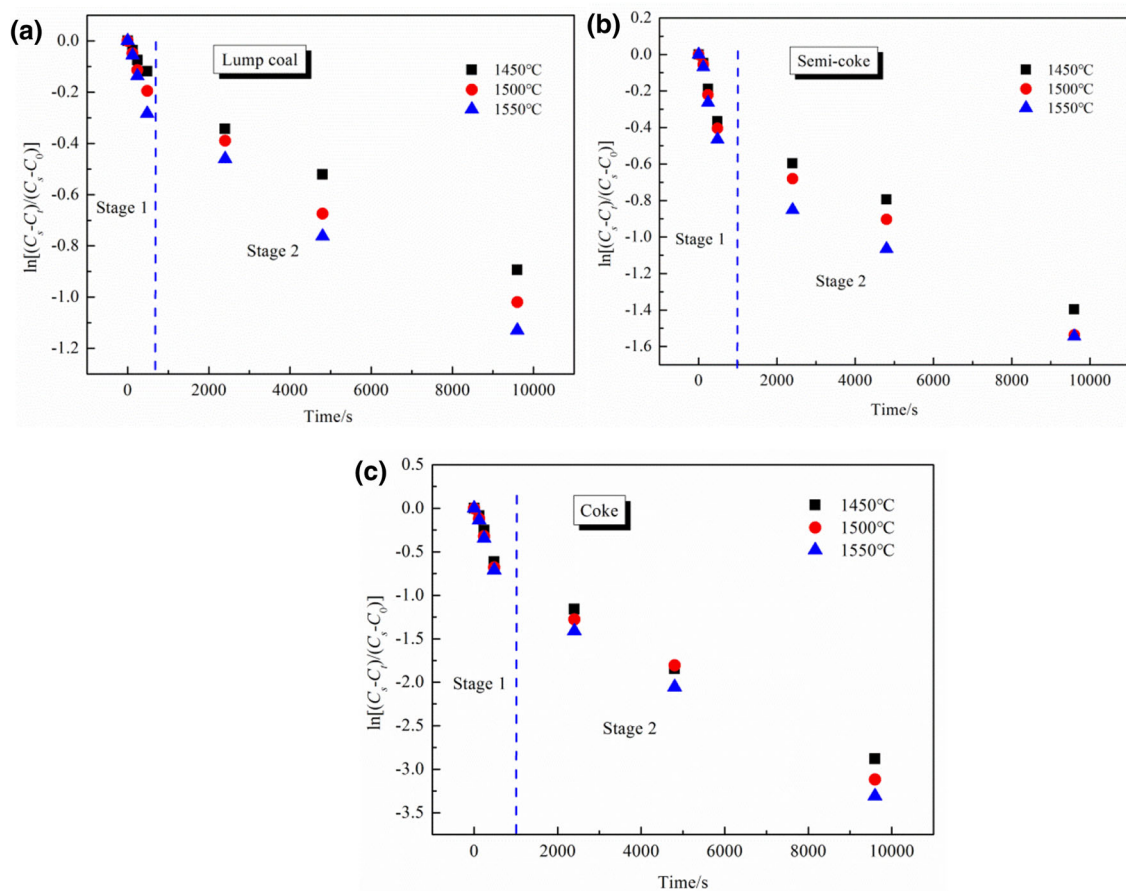 (a)
Lump coal
1450℃
1500℃
1550℃
0.0
-0.2
-0.4
-0.6
-0.8
-1.0
-1.2
ln[(Cs-Ct)/(Cs-C0)]
Stage 1
Stage 2
0 2000 4000 6000 8000 10000
Time/s
(b)
Semi-coke
1450℃
1500℃
1550℃
0.2
0.0
-0.2
-0.4
-0.6
-0.8
-1.0
-1.2
-1.4
-1.6
ln[(Cs-Ct)/(Cs-C0)]
Stage 1
Stage 2
0 2000 4000 6000 8000 10000
Time/s
(c)
Coke
1450℃
1500℃
1550℃
0.5
0.0
-0.5
-1.0
-1.5
-2.0
-2.5
-3.0
-3.5
ln[(Cs-Ct)/(Cs-C0)]
Stage 1
Stage 2
0 2000 4000 6000 8000 10000
Time/s